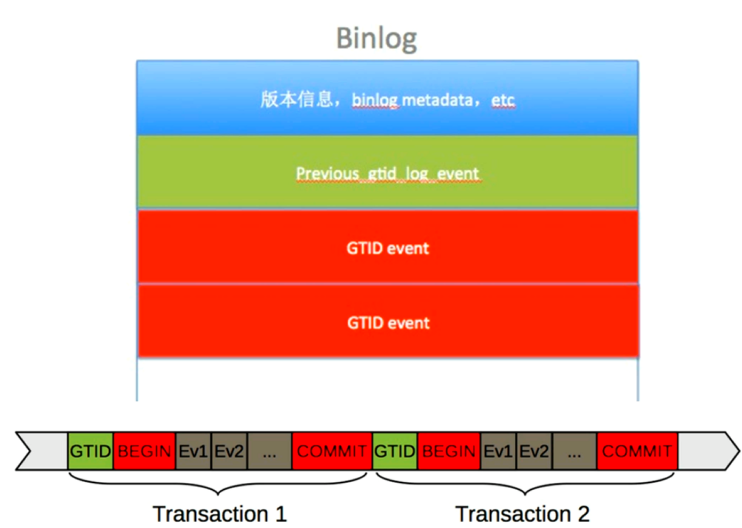 Binlog
版本信息，binlog metadata，etc
Previous_gtid_log_event
GTID event
GTID event
GTID BEGIN Ev1 Ev2 ... COMMIT GTID BEGIN Ev1 Ev2 ... COMMIT
Transaction 1 Transaction 2